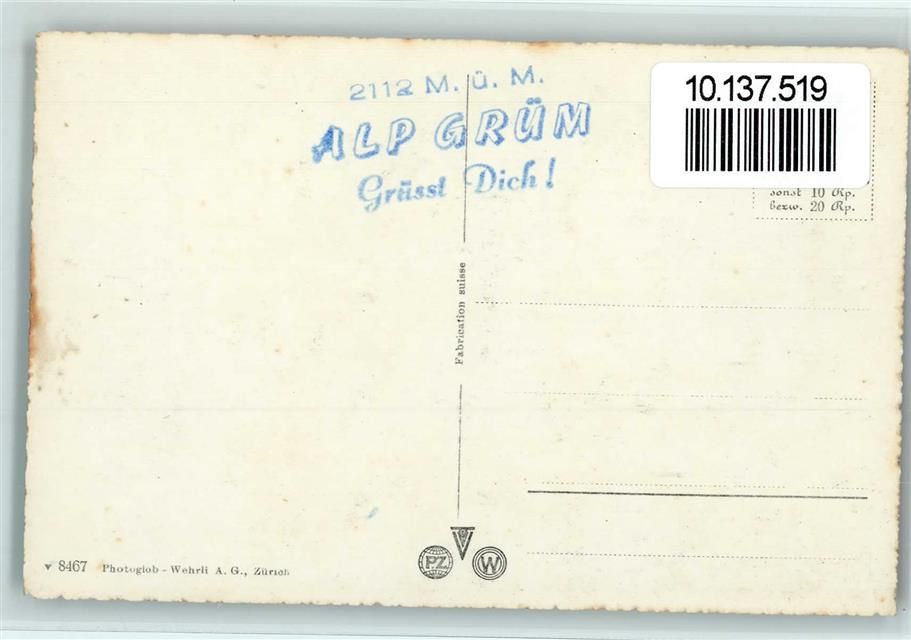 2112 M. ü. M.
ALP GRÜM
Grüsst Dich!
10.137.519
sonst 10 Rp.
bezw. 20 Rp.
Fabrication suisse
PZ
W
8467 Photoglob - Wehrli A. G., Zürich